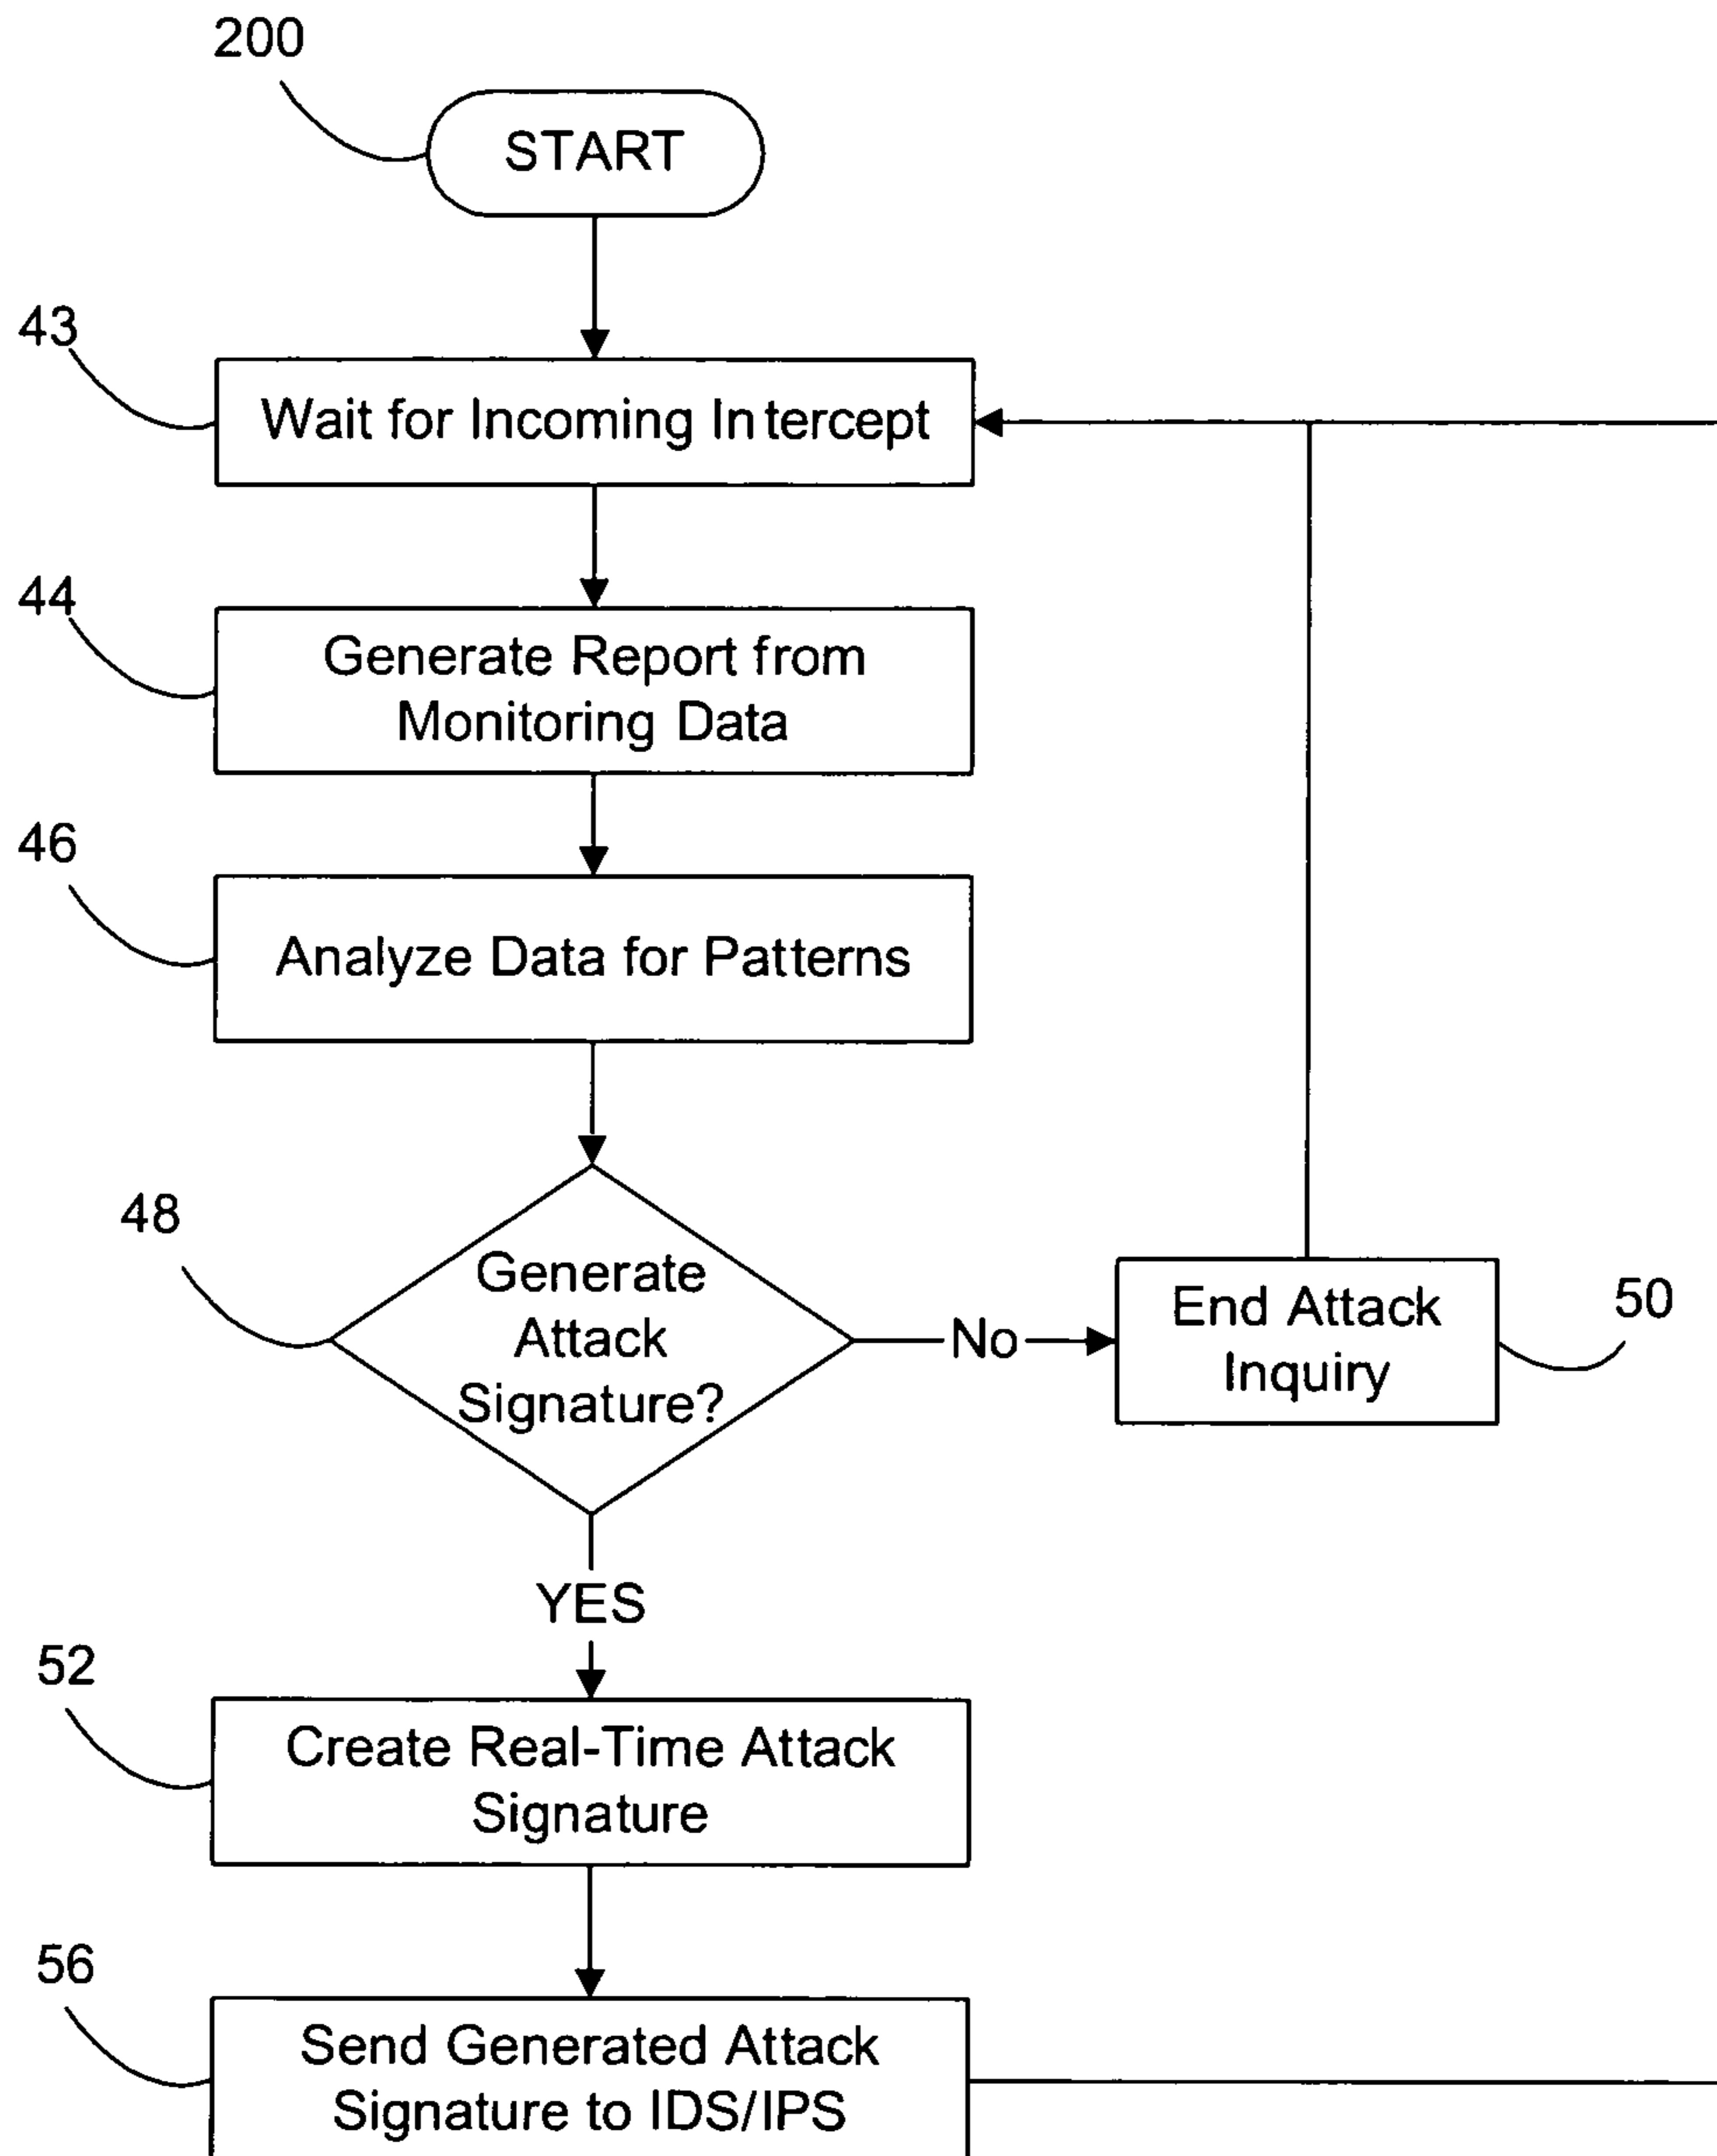 200
START
43
Wait for Incoming Intercept
44
Generate Report from
Monitoring Data
46
Analyze Data for Patterns
48
Generate
Attack
Signature?
No
End Attack
Inquiry
50
YES
52
Create Real-Time Attack
Signature
56
Send Generated Attack
Signature to IDS/IPS